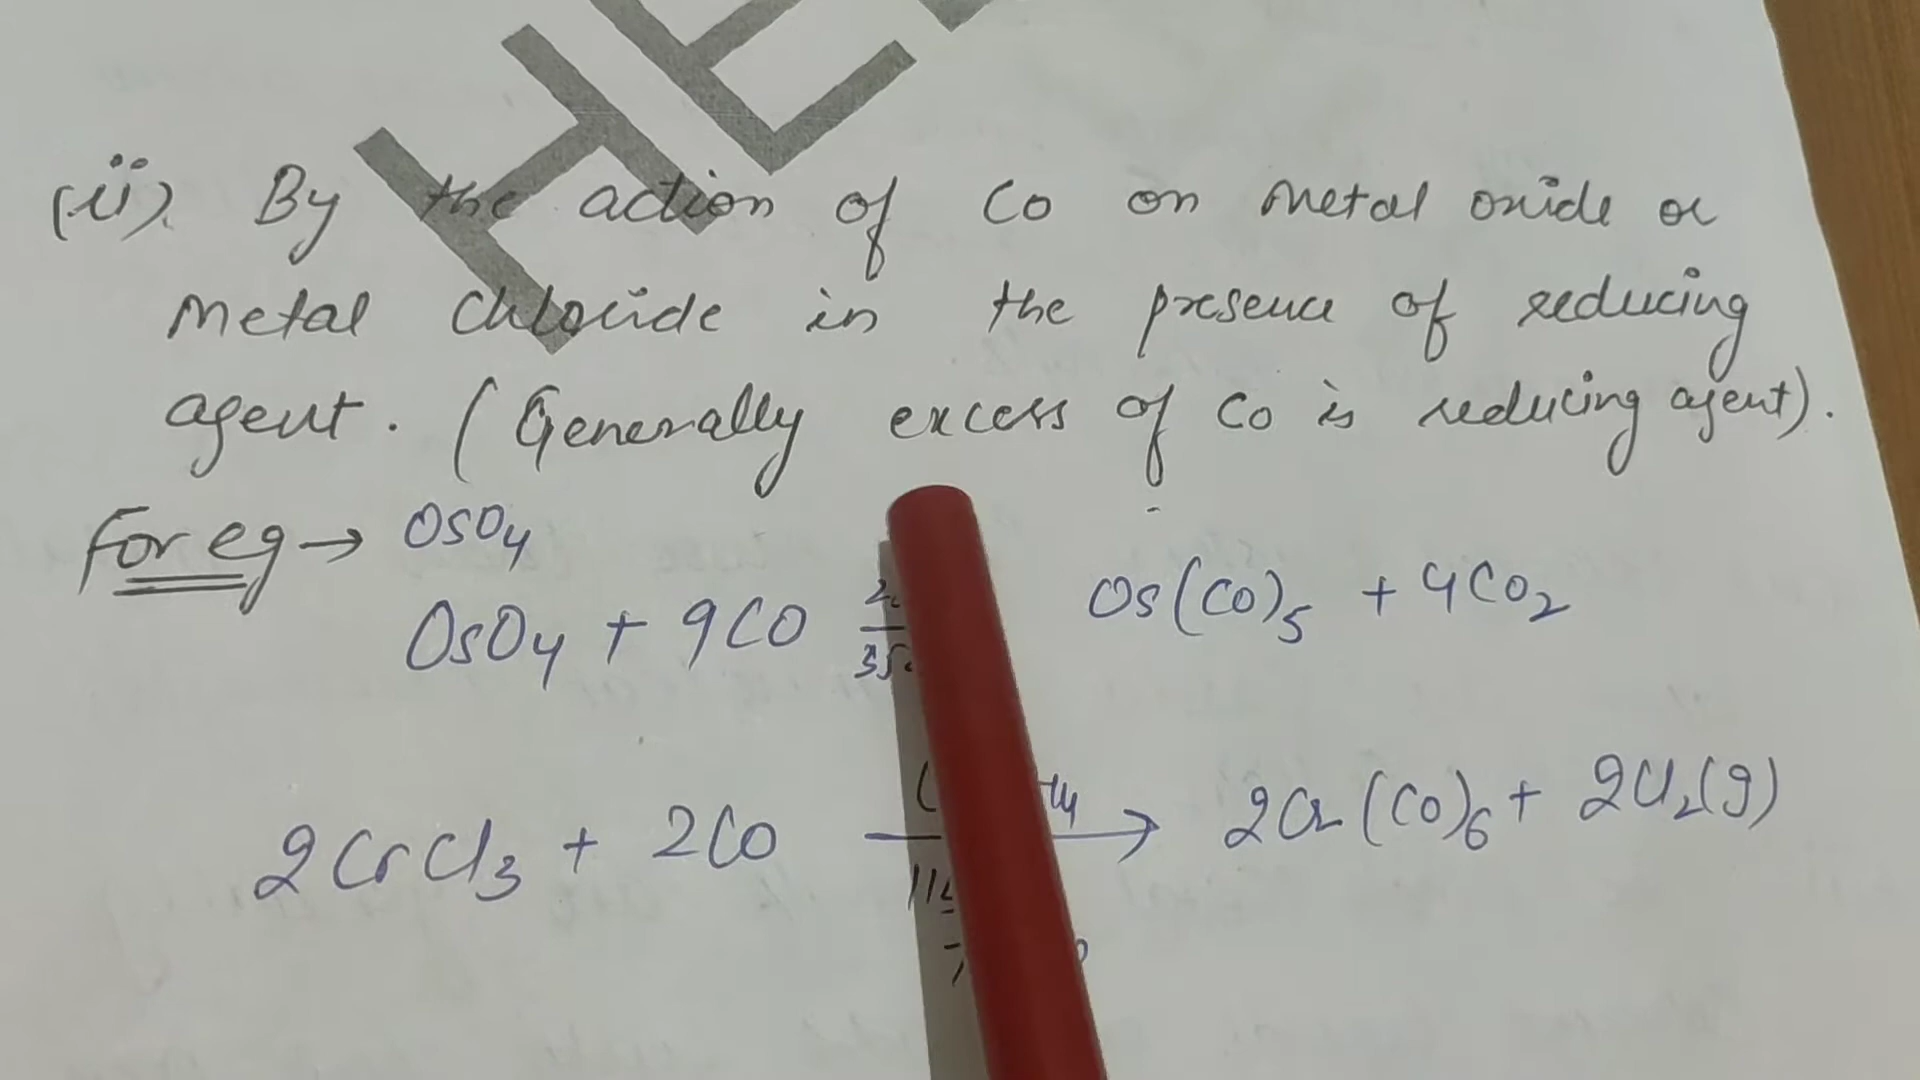 HE
(ii). By the action of CO on metal oxide or
metal chloride in the presence of reducing
agent. (Generally excess of CO is reducing agent).
For eg → OsO4
OsO4 + 9CO Os(CO)5 + 4CO2
2CrCl3 + 2CO → 2Cr(CO)6 + 2Cl2(g)